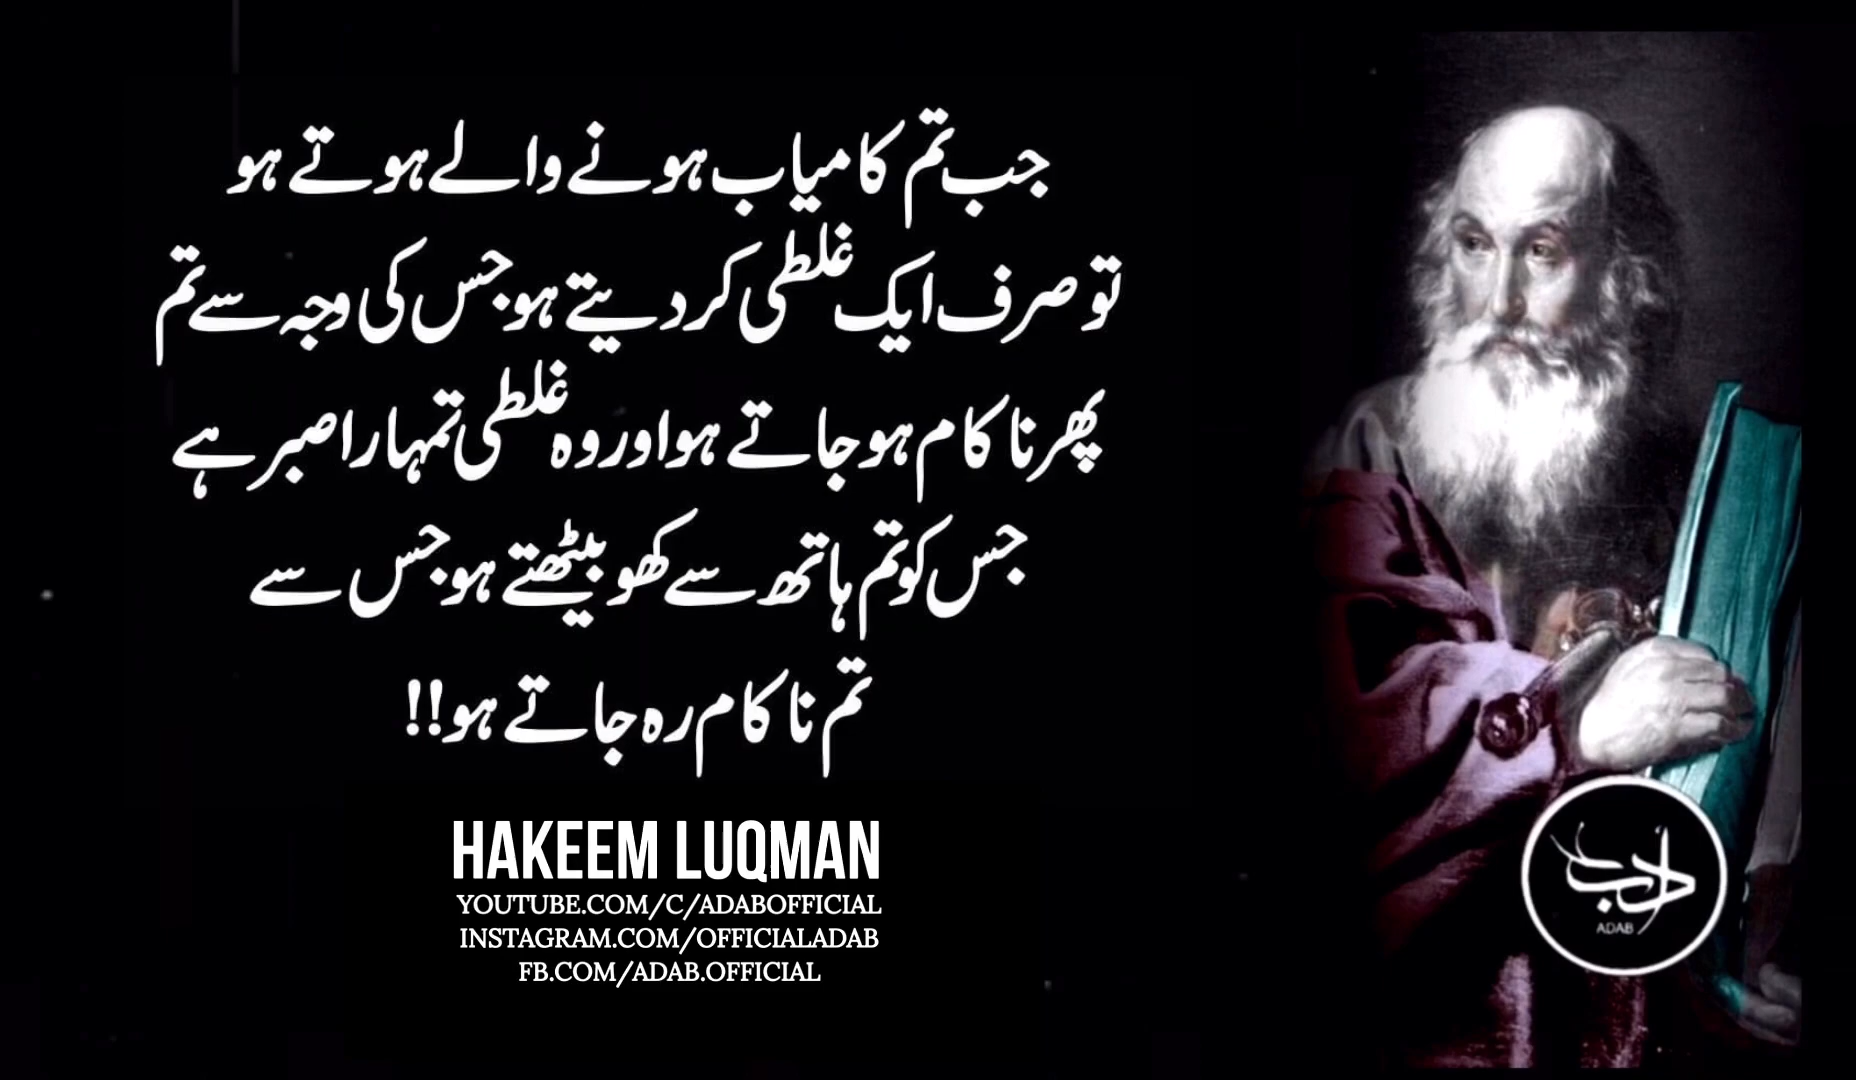 جب تم کامیاب ہونے والے ہوتے ہو
تو صرف ایک غلطی کر دیتے ہو جس کی وجہ سے تم
پھر ناکام ہو جاتے ہو اور وہ غلطی تمہارا صبر ہے
جس کو تم ہاتھ سے کھو بیٹھتے ہو جس سے
تم ناکام رہ جاتے ہو!!
HAKEEM LUQMAN
YOUTUBE.COM/C/ADABOFFICIAL
INSTAGRAM.COM/OFFICIALADAB
FB.COM/ADAB.OFFICIAL
ادب
ADAB